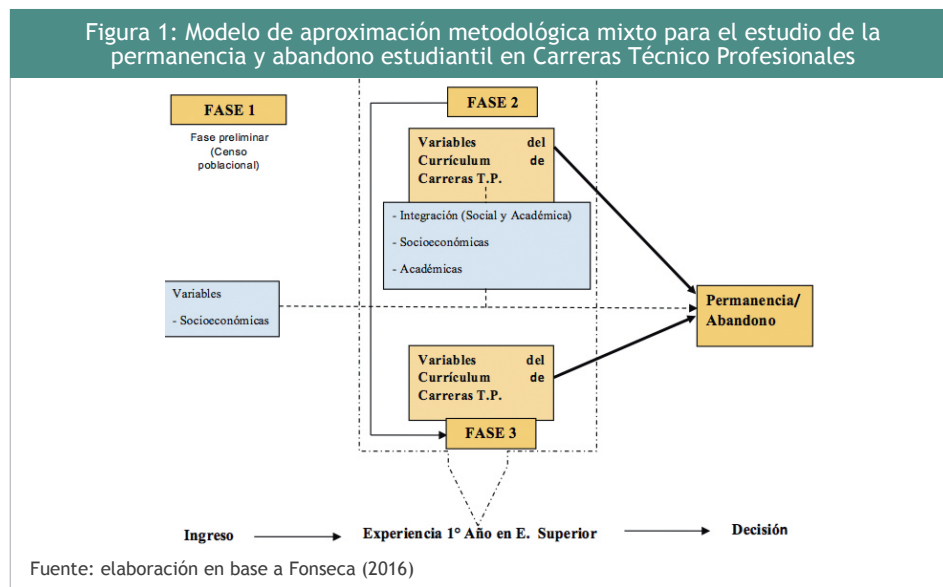 Figura 1: Modelo de aproximación metodológica mixto para el estudio de la
permanencia y abandono estudiantil en Carreras Técnico Profesionales
FASE 1
Fase preliminar
(Censo
poblacional)
FASE 2
Variables del
Currículum de
Carreras T.P.
- Integración (Social y Académica)
- Socioeconómicas
- Académicas
Variables
- Socioeconómicas
Permanencia/
Abandono
Variables del
Currículum de
Carreras T.P.
FASE 3
Ingreso
Experiencia 1° Año en E. Superior
Decisión
Fuente: elaboración en base a Fonseca (2016)